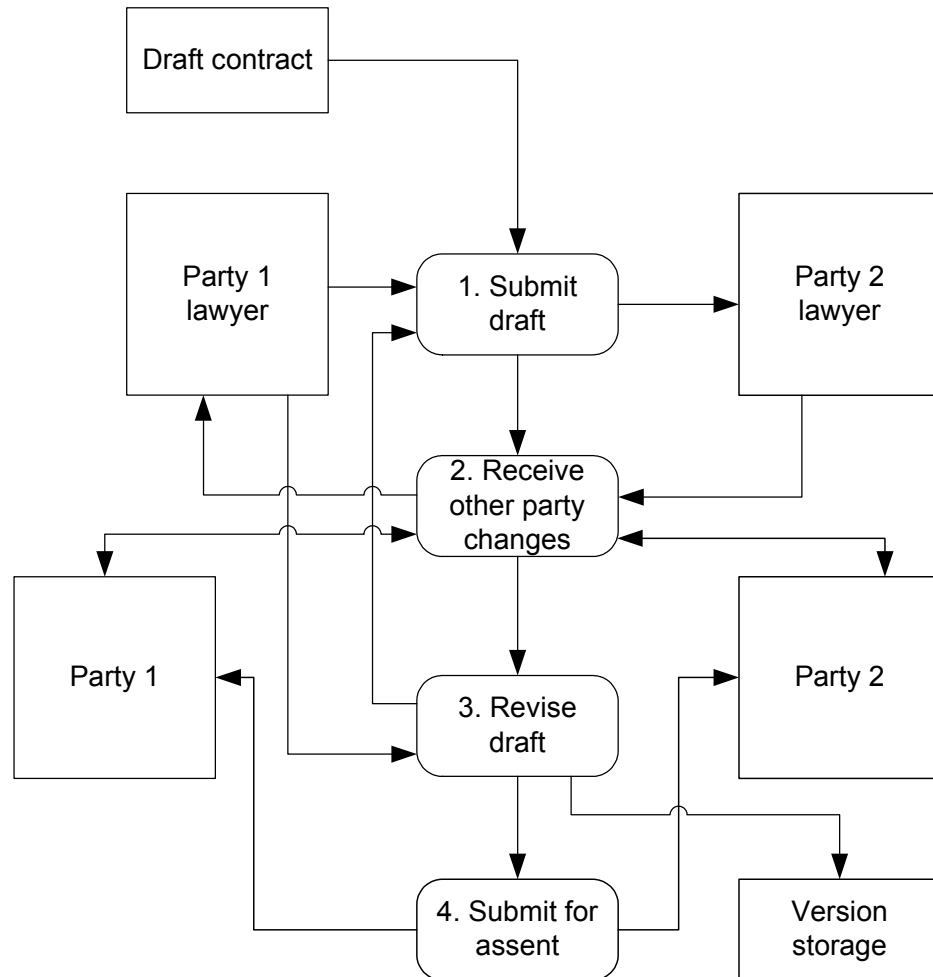 Draft contract
Party 1
lawyer
1. Submit
draft
Party 2
lawyer
2. Receive
other party
changes
Party 1
3. Revise
draft
Party 2
4. Submit for
assent
Version
storage